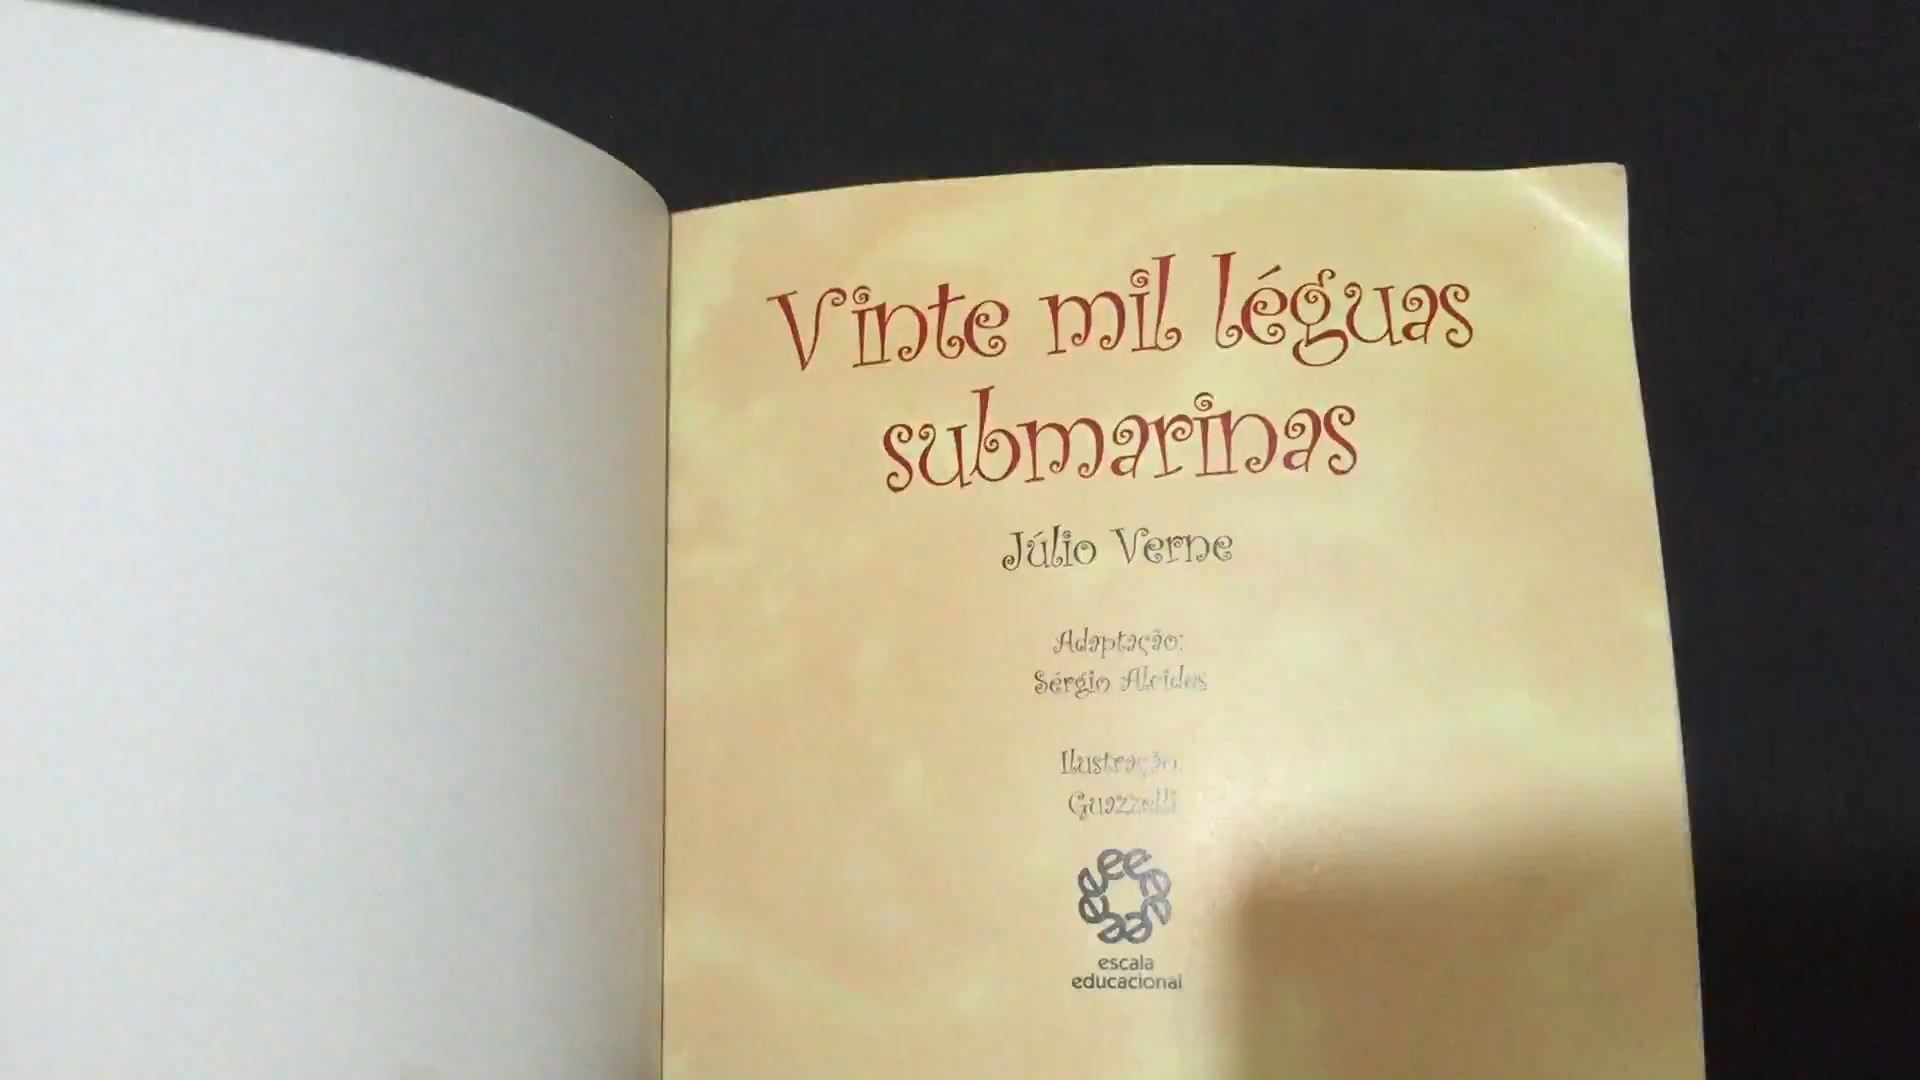 Vinte mil léguas
submarinas
Júlio Verne
Adaptação:
Sérgio Alcides
Ilustração:
Guazzelli
escala
educacional